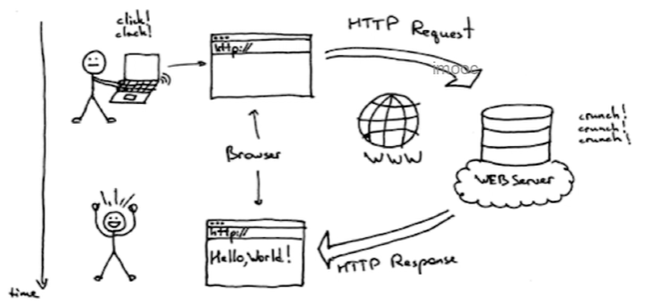 click!
clack!
HTTP Request
http://
imooc
crunch!
crunch!
crunch!
WWW
Browser
WEB Server
http://
Hello, World!
HTTP Response
time